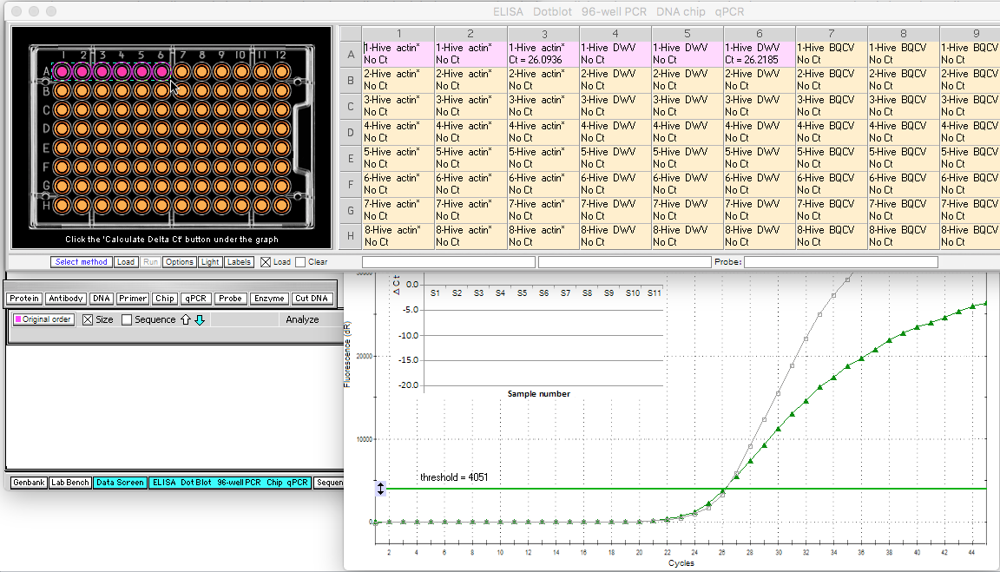 ELISA Dotblot 96-well PCR DNA chip qPCR
1 2 3 4 5 6 7 8 9 10 11 12
A
B
C
D
E
F
G
H
Click the 'Calculate Delta Ct' button under the graph
1 2 3 4 5 6 7 8 9
A
1-Hive actin* 1-Hive actin* 1-Hive actin* 1-Hive DWV 1-Hive DWV 1-Hive DWV 1-Hive BQCV 1-Hive BQCV 1-Hive BQCV
No Ct No Ct Ct = 26.0936 No Ct No Ct Ct = 26.2185 No Ct No Ct No Ct
B
2-Hive actin* 2-Hive actin* 2-Hive actin* 2-Hive DWV 2-Hive DWV 2-Hive DWV 2-Hive BQCV 2-Hive BQCV 2-Hive BQCV
No Ct No Ct No Ct No Ct No Ct No Ct No Ct No Ct No Ct
C
3-Hive actin* 3-Hive actin* 3-Hive actin* 3-Hive DWV 3-Hive DWV 3-Hive DWV 3-Hive BQCV 3-Hive BQCV 3-Hive BQCV
No Ct No Ct No Ct No Ct No Ct No Ct No Ct No Ct No Ct
D
4-Hive actin* 4-Hive actin* 4-Hive actin* 4-Hive DWV 4-Hive DWV 4-Hive DWV 4-Hive BQCV 4-Hive BQCV 4-Hive BQCV
No Ct No Ct No Ct No Ct No Ct No Ct No Ct No Ct No Ct
E
5-Hive actin* 5-Hive actin* 5-Hive actin* 5-Hive DWV 5-Hive DWV 5-Hive DWV 5-Hive BQCV 5-Hive BQCV 5-Hive BQCV
No Ct No Ct No Ct No Ct No Ct No Ct No Ct No Ct No Ct
F
6-Hive actin* 6-Hive actin* 6-Hive actin* 6-Hive DWV 6-Hive DWV 6-Hive DWV 6-Hive BQCV 6-Hive BQCV 6-Hive BQCV
No Ct No Ct No Ct No Ct No Ct No Ct No Ct No Ct No Ct
G
7-Hive actin* 7-Hive actin* 7-Hive actin* 7-Hive DWV 7-Hive DWV 7-Hive DWV 7-Hive BQCV 7-Hive BQCV 7-Hive BQCV
No Ct No Ct No Ct No Ct No Ct No Ct No Ct No Ct No Ct
H
8-Hive actin* 8-Hive actin* 8-Hive actin* 8-Hive DWV 8-Hive DWV 8-Hive DWV 8-Hive BQCV 8-Hive BQCV 8-Hive BQCV
No Ct No Ct No Ct No Ct No Ct No Ct No Ct No Ct No Ct
Select method Load Run Options Light Labels Load Clear Probe:
Protein Antibody DNA Primer Chip qPCR Probe Enzyme Cut DNA
Original order Size Sequence Analyze
Genbank Lab Bench Data Screen ELISA Dot Blot 96-well PCR Chip qPCR Sequen
Δ Ct
0.0
S1 S2 S3 S4 S5 S6 S7 S8 S9 S10 S11
-5.0
-10.0
-15.0
-20.0
Sample number
Fluorescence (dR)
20000
10000
0
threshold = 4051
2 4 6 8 10 12 14 16 18 20 22 24 26 28 30 32 34 36 38 40 42 44
Cycles